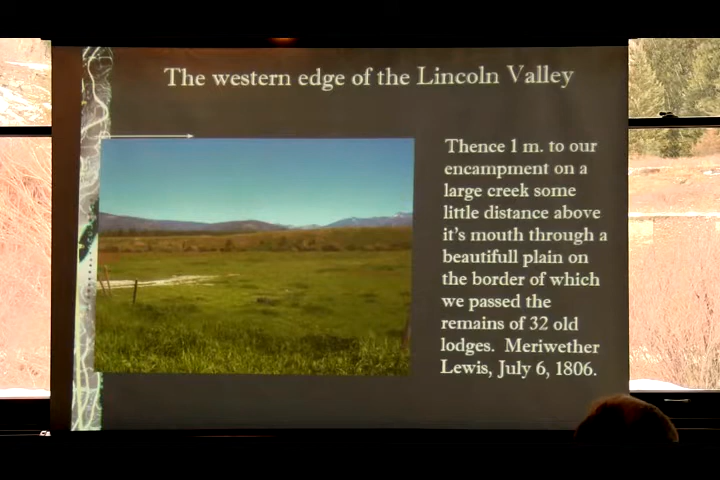 The western edge of the Lincoln Valley
Thence 1 m. to our
encampment on a
large creek some
little distance above
it's mouth through a
beautifull plain on
the border of which
we passed the
remains of 32 old
lodges. Meriwether
Lewis, July 6, 1806.